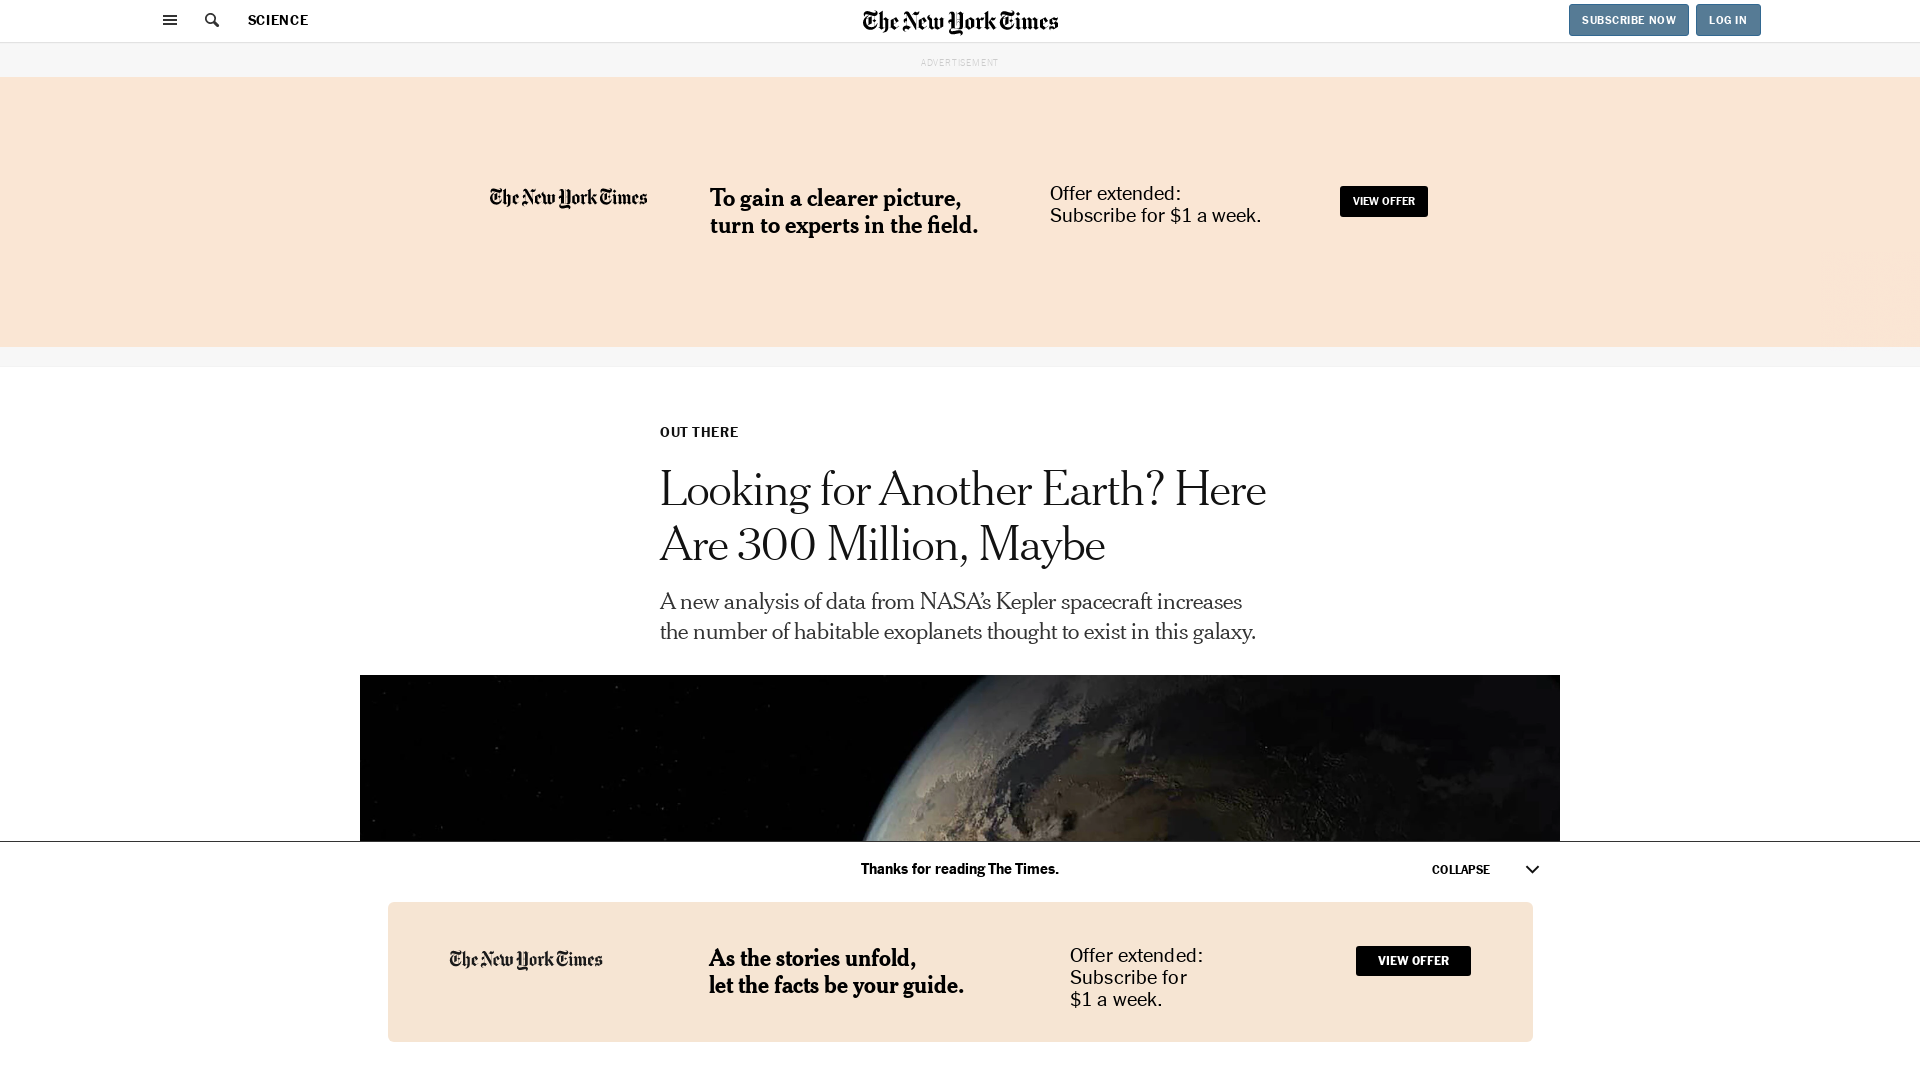 SCIENCE
The New York Times
SUBSCRIBE NOW
LOG IN
ADVERTISEMENT
The New York Times
To gain a clearer picture,
turn to experts in the field.
Offer extended:
Subscribe for $1 a week.
VIEW OFFER
OUT THERE
Looking for Another Earth? Here
Are 300 Million, Maybe
A new analysis of data from NASA’s Kepler spacecraft increases
the number of habitable exoplanets thought to exist in this galaxy.
Thanks for reading The Times.
COLLAPSE
The New York Times
As the stories unfold,
let the facts be your guide.
Offer extended:
Subscribe for
$1 a week.
VIEW OFFER